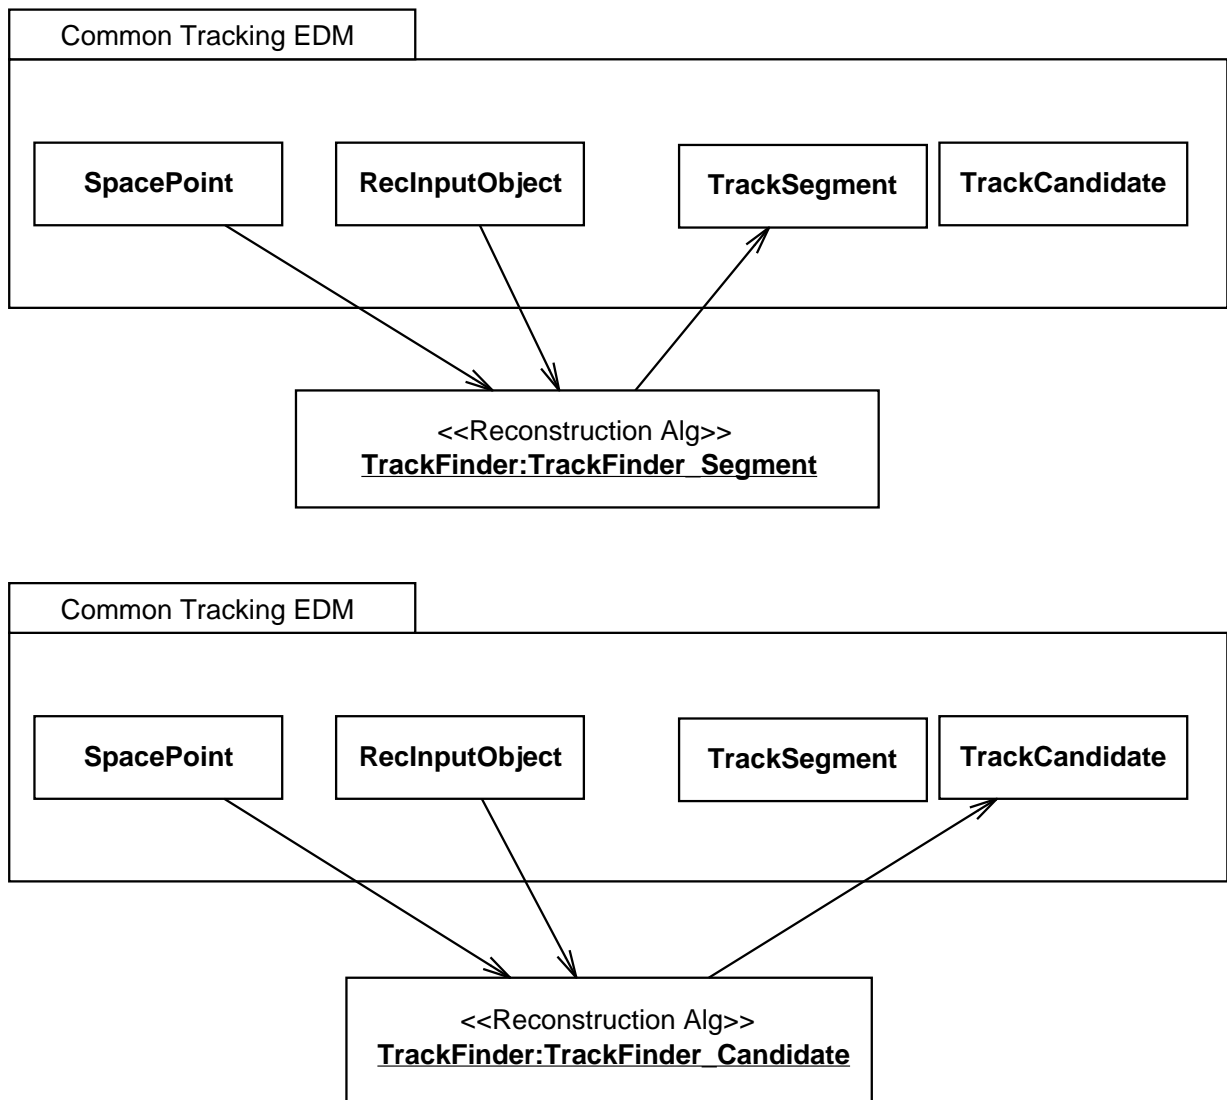 Common Tracking EDM
SpacePoint
RecInputObject
TrackSegment
TrackCandidate
<<Reconstruction Alg>>
TrackFinder:TrackFinder_Segment
Common Tracking EDM
SpacePoint
RecInputObject
TrackSegment
TrackCandidate
<<Reconstruction Alg>>
TrackFinder:TrackFinder_Candidate